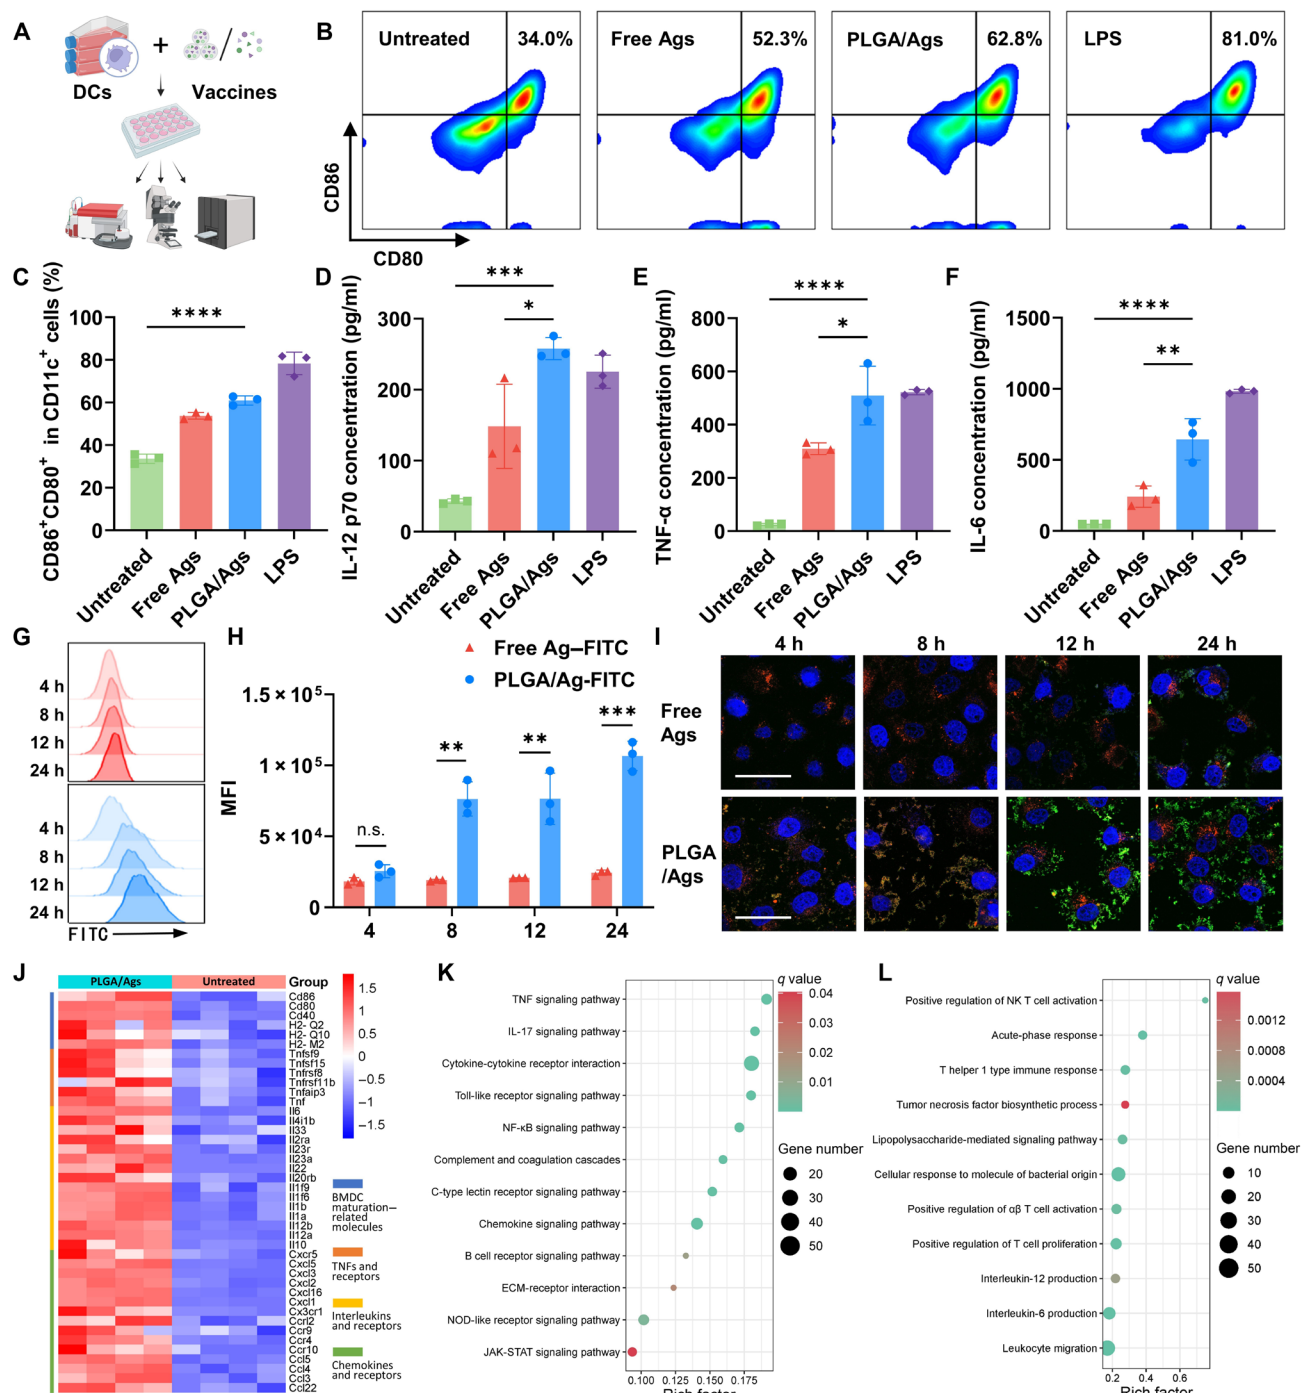 A
DCs
+
/
Vaccines
B
Untreated
34.0%
Free Ags
52.3%
PLGA/Ags
62.8%
LPS
81.0%
CD86
CD80
C
CD86⁺CD80⁺ in CD11c⁺ cells (%)
100
80
60
40
20
0
****
Untreated
Free Ags
PLGA/Ags
LPS
D
IL-12 p70 concentration (pg/ml)
300
200
100
0
***
*
Untreated
Free Ags
PLGA/Ags
LPS
E
TNF-α concentration (pg/ml)
800
600
400
200
0
****
*
Untreated
Free Ags
PLGA/Ags
LPS
F
IL-6 concentration (pg/ml)
1500
1000
500
0
****
**
Untreated
Free Ags
PLGA/Ags
LPS
G
4 h
8 h
12 h
24 h
4 h
8 h
12 h
24 h
FITC
H
Free Ag–FITC
PLGA/Ag-FITC
MFI
1.5 × 10⁵
1 × 10⁵
5 × 10⁴
0
n.s.
**
**
***
4
8
12
24
I
4 h
8 h
12 h
24 h
Free
Ags
PLGA
/Ags
J
PLGA/Ags
Untreated
Group
Cd86
Cd80
Cd40
H2- Q2
H2- Q10
H2- M2
Tnfsf9
Tnfsf15
Tnfrsf8
Tnfrsf11b
Tnfaip3
Tnf
Il6
Il4i1b
Il33
Il2ra
Il23r
Il23a
Il22
Il20rb
Il1f9
Il1f6
Il1b
Il1a
Il12b
Il12a
Il10
Cxcr5
Cxcl5
Cxcl3
Cxcl2
Cxcl16
Cxcl1
Cx3cr1
Ccrl2
Ccr9
Ccr4
Ccr10
Ccl5
Ccl4
Ccl3
Ccl22
1.5
1
0.5
0
−0.5
−1
−1.5
BMDC
maturation–
related
molecules
TNFs and
receptors
Interleukins
and receptors
Chemokines
and receptors
K
TNF signaling pathway
IL-17 signaling pathway
Cytokine-cytokine receptor interaction
Toll-like receptor signaling pathway
NF-κB signaling pathway
Complement and coagulation cascades
C-type lectin receptor signaling pathway
Chemokine signaling pathway
B cell receptor signaling pathway
ECM-receptor interaction
NOD-like receptor signaling pathway
JAK-STAT signaling pathway
0.100
0.125
0.150
0.175
Rich factor
q value
0.04
0.03
0.02
0.01
Gene number
20
30
40
50
L
Positive regulation of NK T cell activation
Acute-phase response
T helper 1 type immune response
Tumor necrosis factor biosynthetic process
Lipopolysaccharide-mediated signaling pathway
Cellular response to molecule of bacterial origin
Positive regulation of αβ T cell activation
Positive regulation of T cell proliferation
Interleukin-12 production
Interleukin-6 production
Leukocyte migration
0.2
0.4
0.6
Rich factor
q value
0.0012
0.0008
0.0004
Gene number
10
20
30
40
50